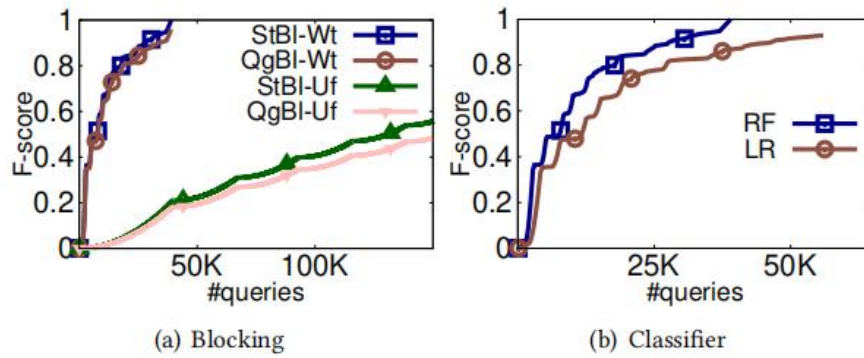 1
0.8
0.6
0.4
0.2
0
F-score
50K 100K
#queries
StBl-Wt
QgBl-Wt
StBl-Uf
QgBl-Uf
(a) Blocking
1
0.8
0.6
0.4
0.2
0
F-score
25K 50K
#queries
RF
LR
(b) Classifier